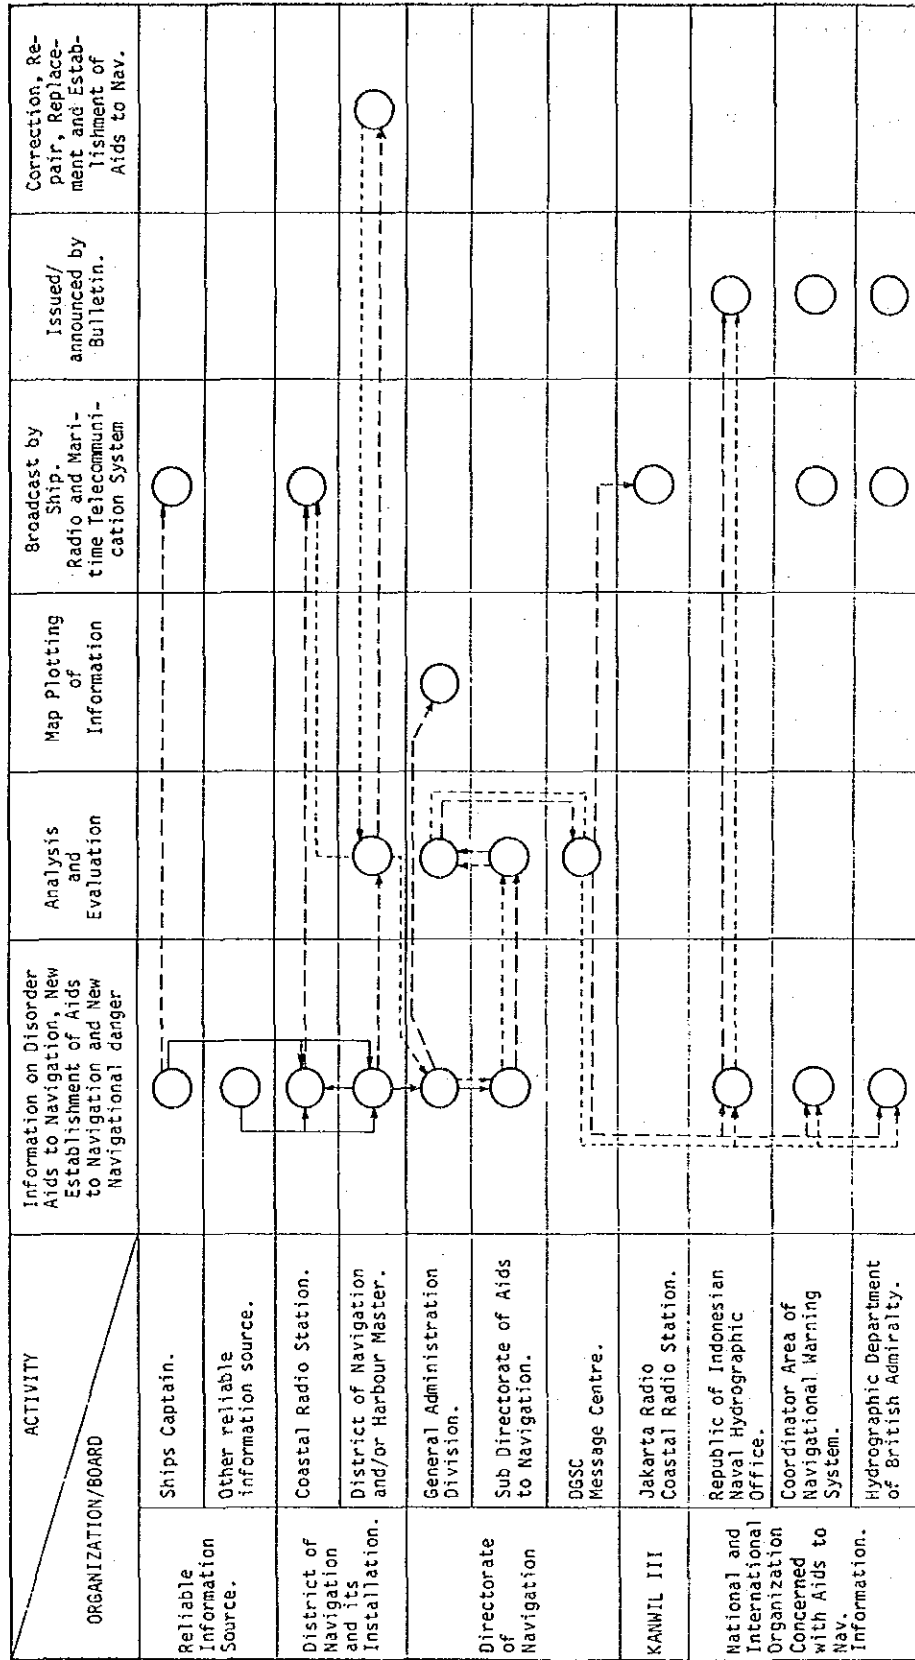 ACTIVITY
ORGANIZATION/BOARD
Information on Disorder
Aids to Navigation, New
Establishment of Aids
to Navigation and New
Navigational danger
Analysis
and
Evaluation
Map Plotting
of
Information
Broadcast by
Ship.
Radio and Mari-
time Telecommuni-
cation System
Issued/
announced by
Bulletin.
Correction, Re-
pair, Replace-
ment and Estab-
lishment of
Aids to Nav.
Reliable
Information
Source.
Ships Captain.
Other reliable
information source.
District of
Navigation
and its
Installation.
Coastal Radio Station.
District of Navigation
and/or Harbour Master.
Directorate
of
Navigation
General Administration
Division.
Sub Directorate of Aids
to Navigation.
DGSC
Message Centre.
KANWIL III
Jakarta Radio
Coastal Radio Station.
National and
International
Organization
Concerned
with Aids to
Nav.
Information.
Republic of Indonesian
Naval Hydrographic
Office.
Coordinator Area of
Navigational Warning
System.
Hydrographic Department
of British Admiralty.